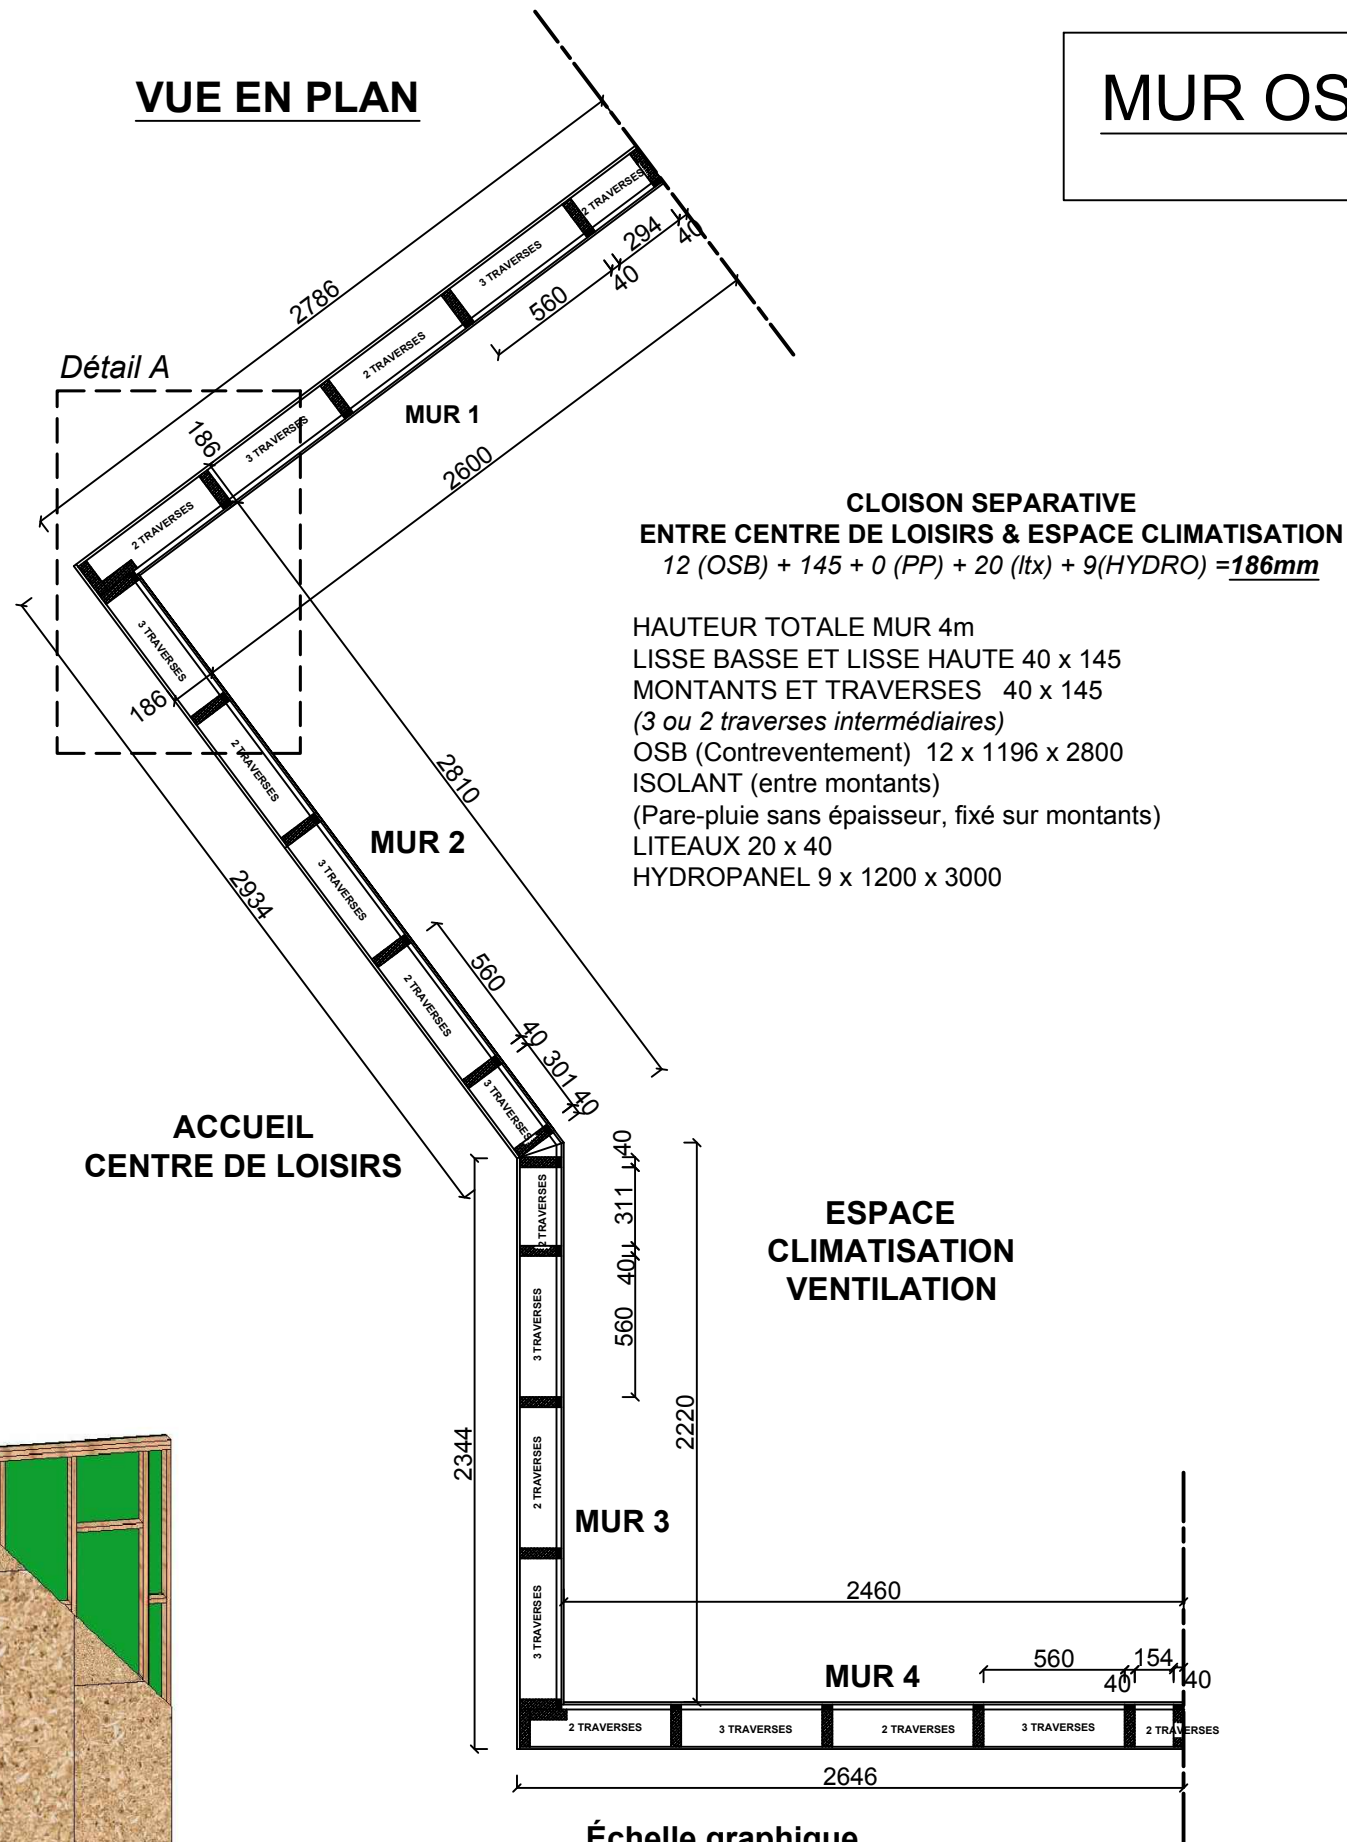 VUE EN PLAN
MUR OS
2786
2 TRAVERSES
3 TRAVERSES
2 TRAVERSES
3 TRAVERSES
2 TRAVERSES
294
40
40
560
Détail A
186
MUR 1
2600
CLOISON SEPARATIVE
ENTRE CENTRE DE LOISIRS & ESPACE CLIMATISATION
12 (OSB) + 145 + 0 (PP) + 20 (ltx) + 9(HYDRO) =186mm
HAUTEUR TOTALE MUR 4m
LISSE BASSE ET LISSE HAUTE 40 x 145
MONTANTS ET TRAVERSES 40 x 145
(3 ou 2 traverses intermédiaires)
OSB (Contreventement) 12 x 1196 x 2800
ISOLANT (entre montants)
(Pare-pluie sans épaisseur, fixé sur montants)
LITEAUX 20 x 40
HYDROPANEL 9 x 1200 x 3000
3 TRAVERSES
186
2 TRAVERSES
2810
MUR 2
3 TRAVERSES
2934
560
2 TRAVERSES
40
301
40
3 TRAVERSES
ACCUEIL
CENTRE DE LOISIRS
40
311
40
560
2 TRAVERSES
3 TRAVERSES
2 TRAVERSES
3 TRAVERSES
ESPACE
CLIMATISATION
VENTILATION
2344
2220
MUR 3
2460
MUR 4
560
40
154
40
2 TRAVERSES
3 TRAVERSES
2 TRAVERSES
3 TRAVERSES
2 TRAVERSES
2646
Échelle graphique